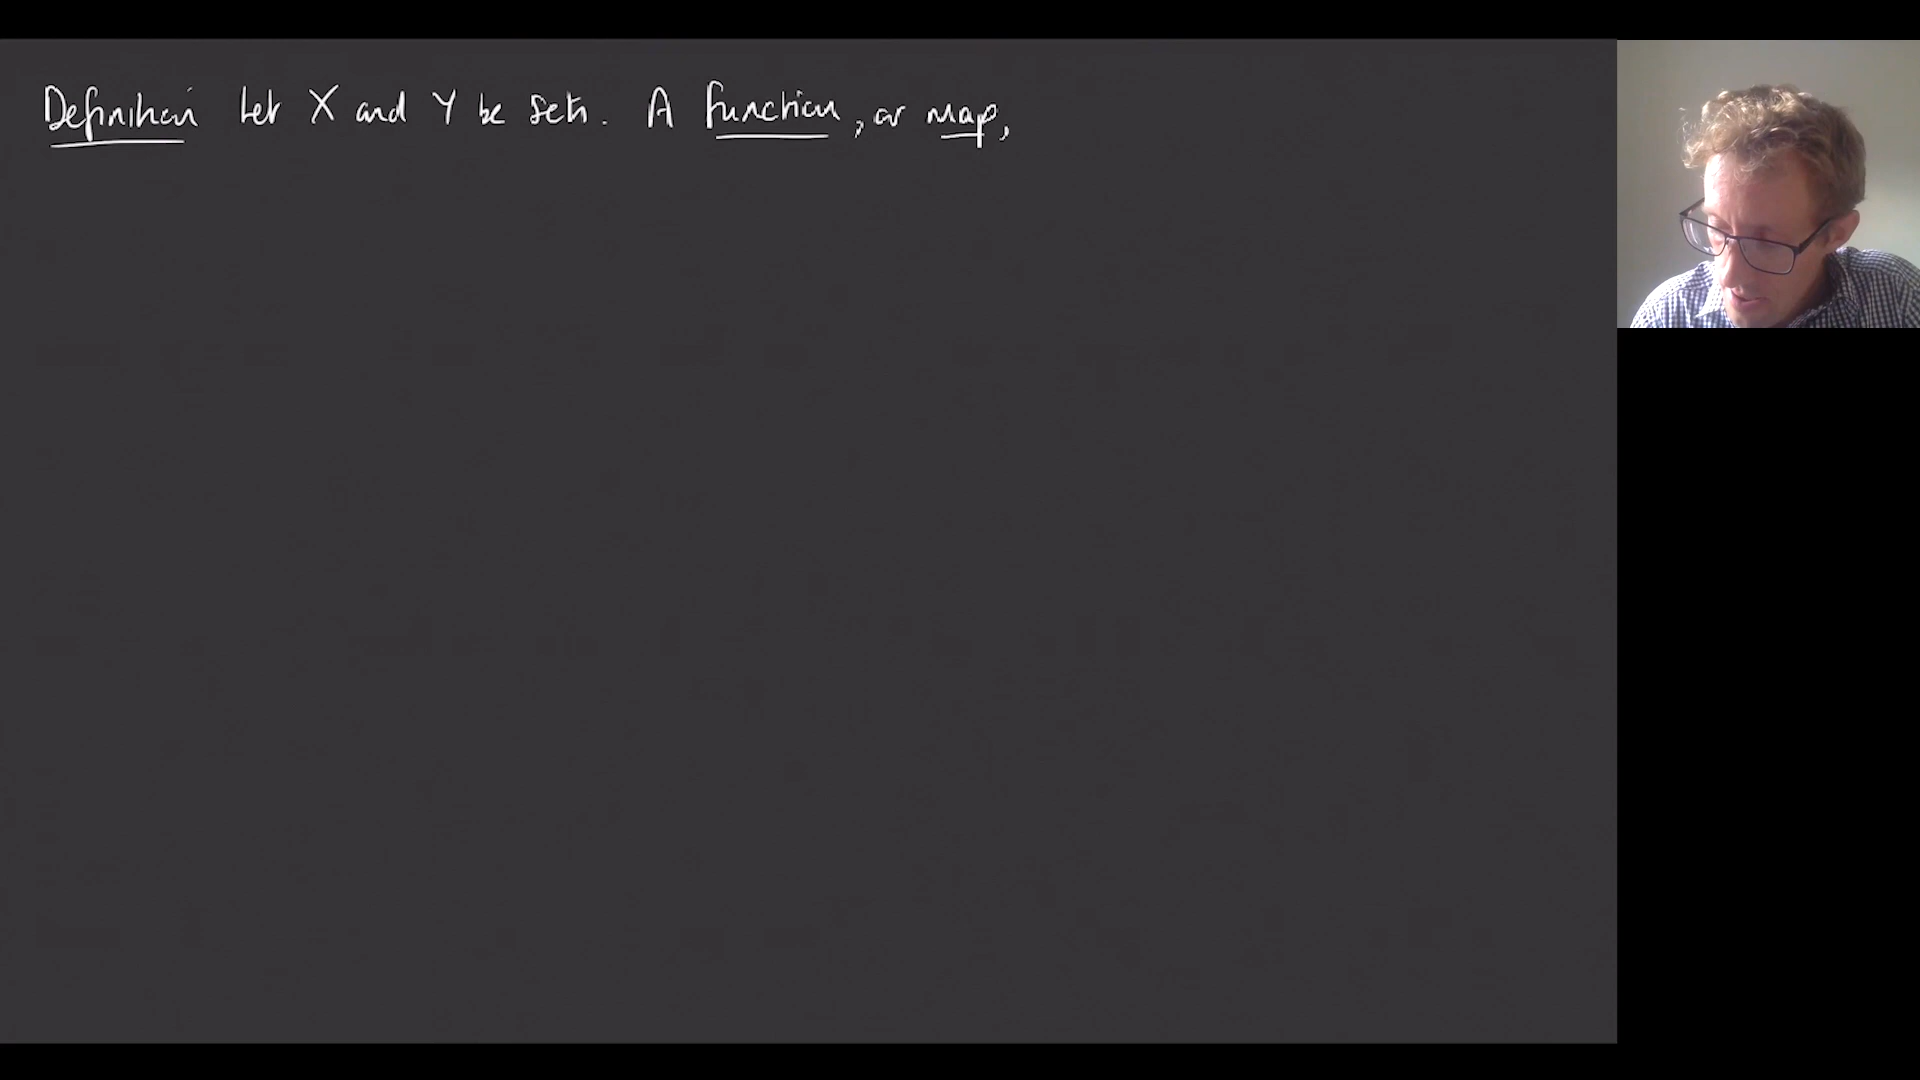 Definition Let X and Y be sets. A function, or map,